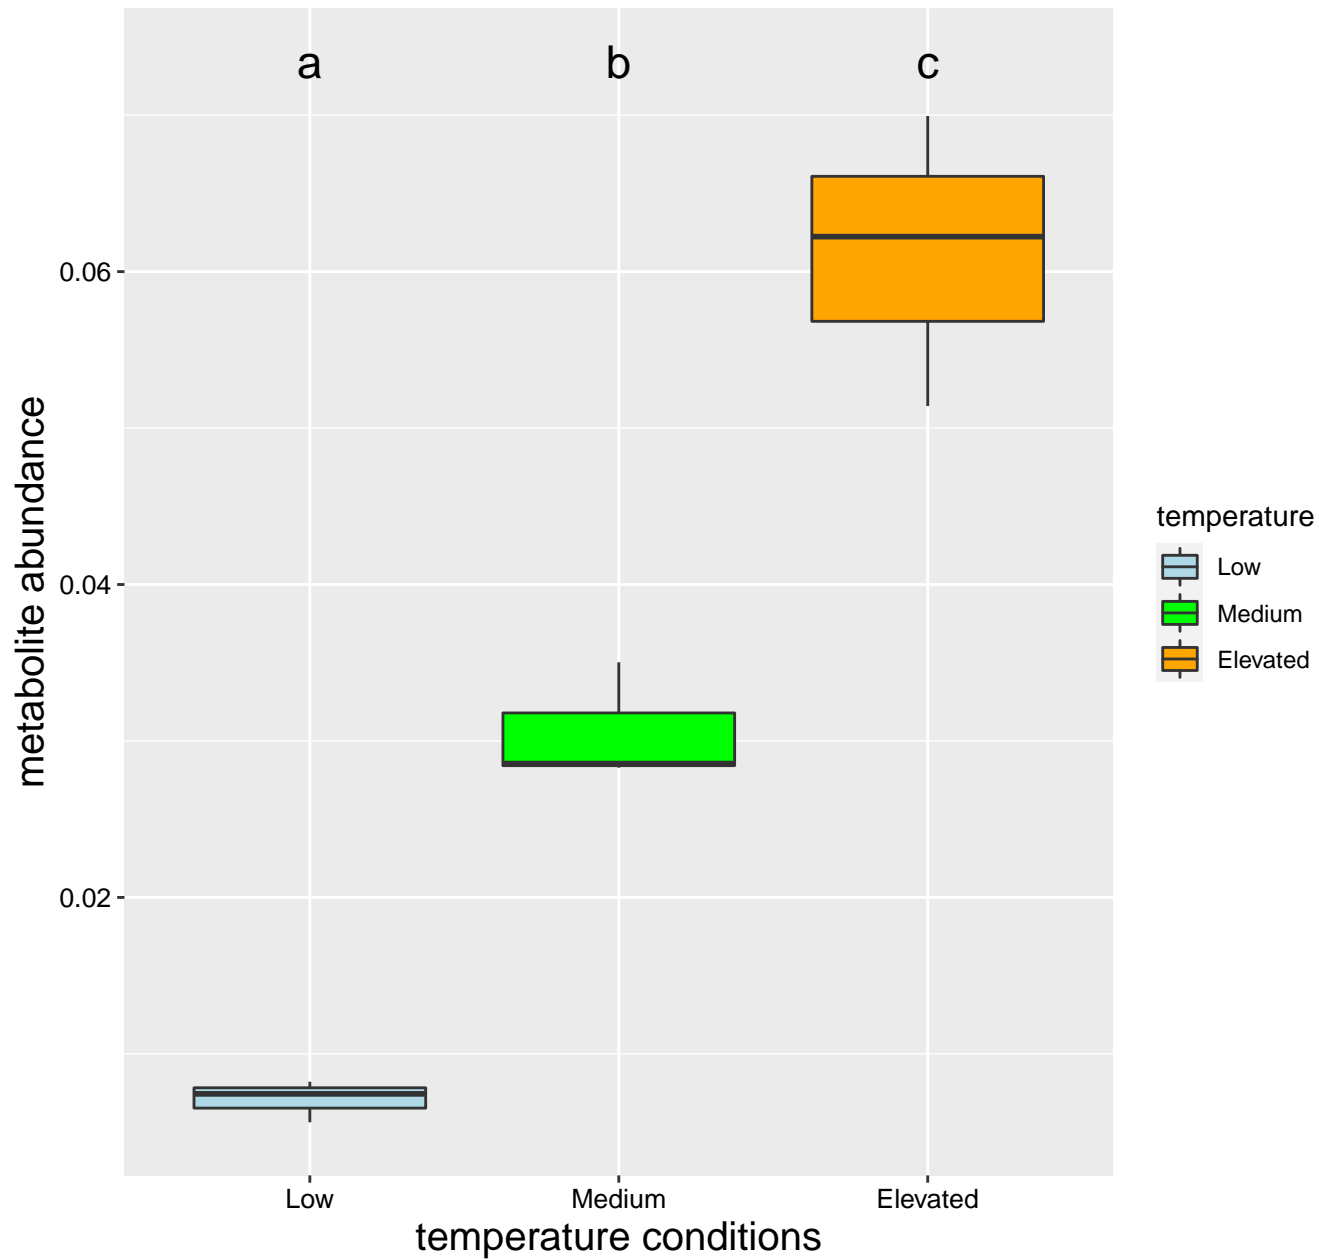 a b c
0.06
0.04
0.02
metabolite abundance
Low Medium Elevated
temperature conditions
temperature
Low
Medium
Elevated